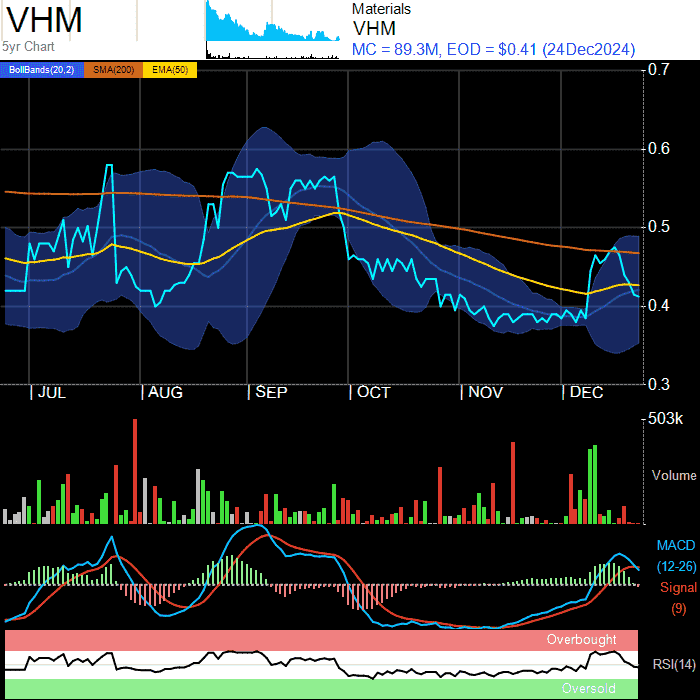 VHM
5yr Chart
Materials
VHM
MC = 89.3M, EOD = $0.41 (24Dec2024)
BollBands(20,2) SMA(200) EMA(50)
0.7
0.6
0.5
0.4
0.3
JUL AUG SEP OCT NOV DEC
503k
Volume
MACD
(12-26)
Signal
(9)
Overbought
RSI(14)
Oversold